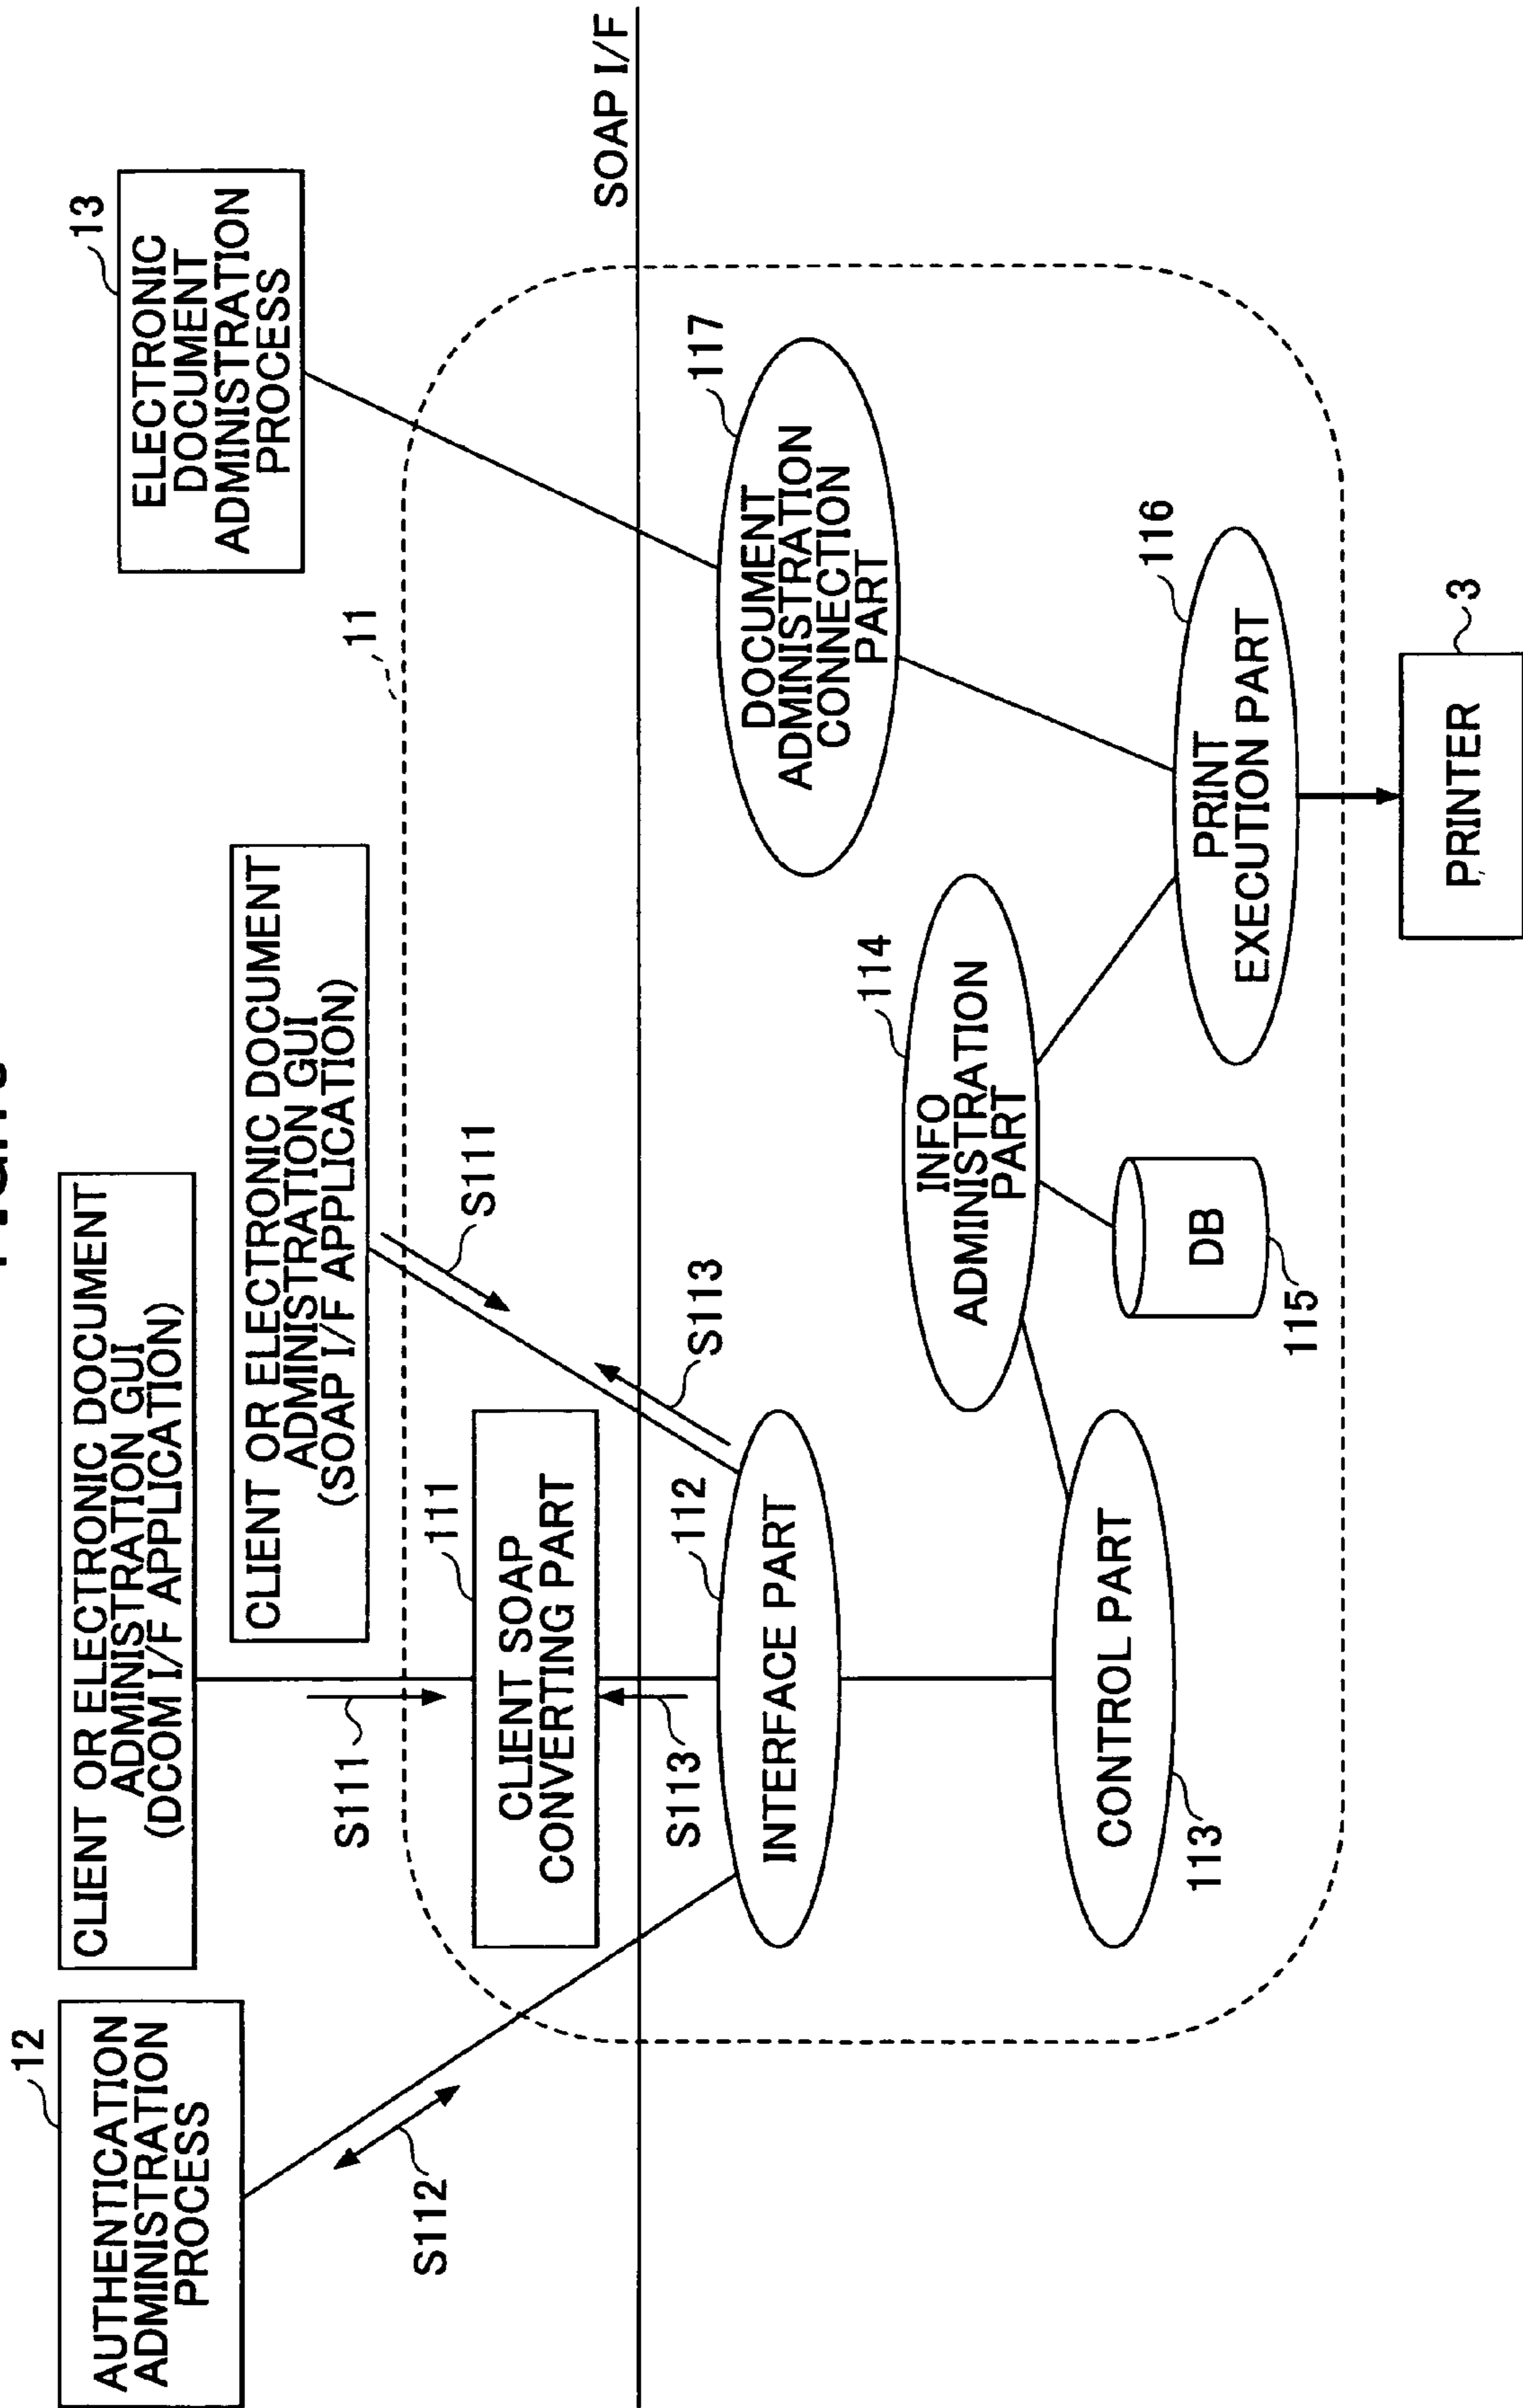 12
AUTHENTICATION
ADMINISTRATION
PROCESS
CLIENT OR ELECTRONIC DOCUMENT
ADMINISTRATION GUI
(DCOM I/F APPLICATION)
CLIENT OR ELECTRONIC DOCUMENT
ADMINISTRATION GUI
(SOAP I/F APPLICATION)
13
ELECTRONIC
DOCUMENT
ADMINISTRATION
PROCESS
11
S112
S111
S111
111
CLIENT SOAP
CONVERTING PART
S113
S113
SOAP I/F
112
INTERFACE PART
117
DOCUMENT
ADMINISTRATION
CONNECTION
PART
114
INFO
ADMINISTRATION
PART
113
CONTROL PART
DB
115
116
PRINT
EXECUTION PART
3
PRINTER